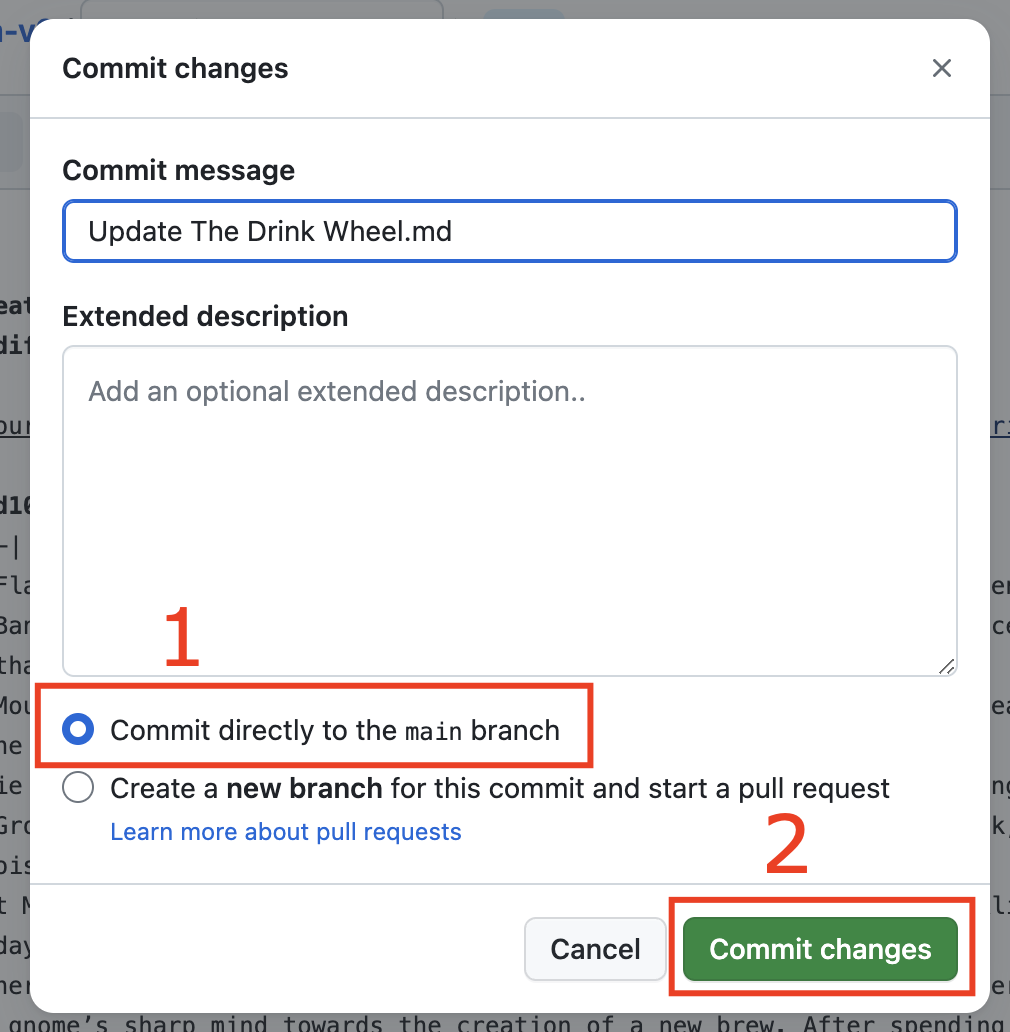 Commit changes
Commit message
Update The Drink Wheel.md
Extended description
Add an optional extended description..
1
Commit directly to the main branch
Create a new branch for this commit and start a pull request
Learn more about pull requests
2
Cancel
Commit changes
gnome's sharp mind towards the creation of a new brew. After spending